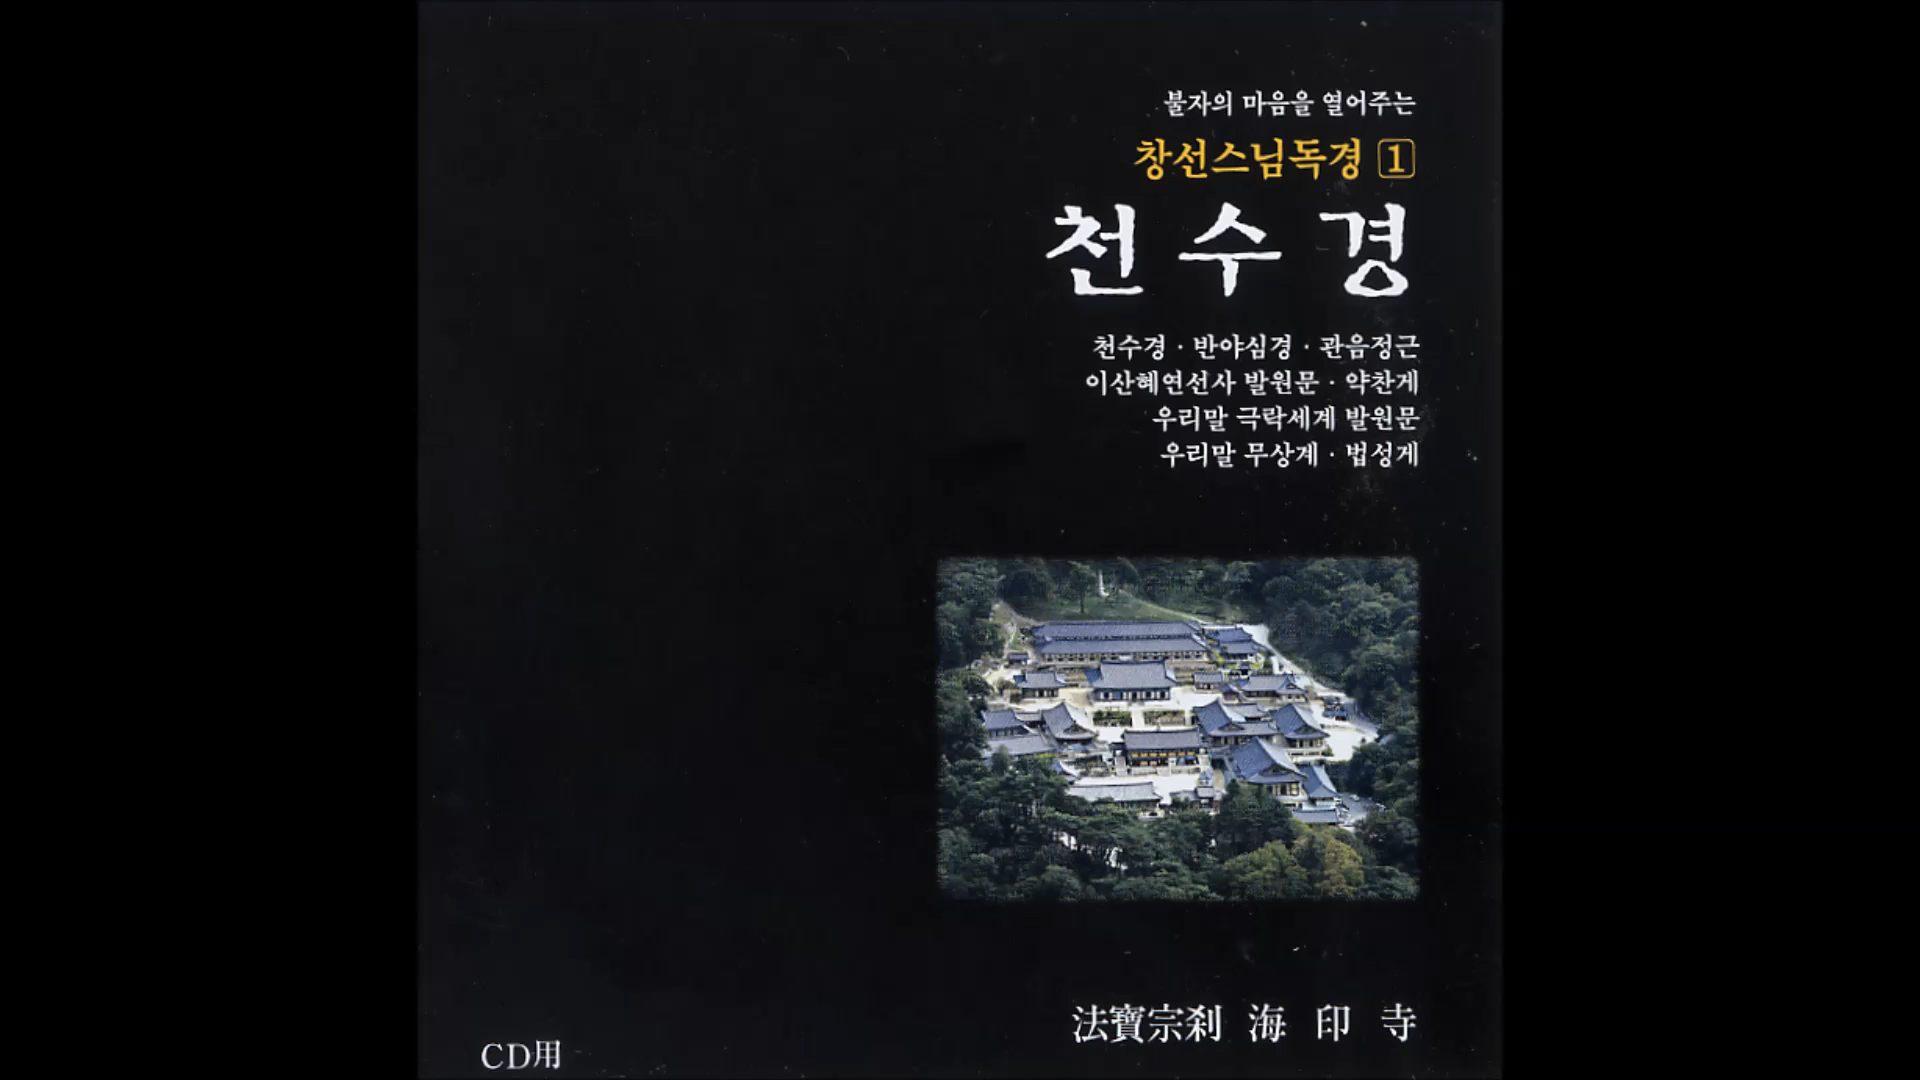 불자의 마음을 열어주는
창선스님독경 1
천수경
천수경 · 반야심경 · 관음정근
이산혜연선사 발원문 · 약찬게
우리말 극락세계 발원문
우리말 무상계 · 법성게
法寶宗刹 海印寺
CD用